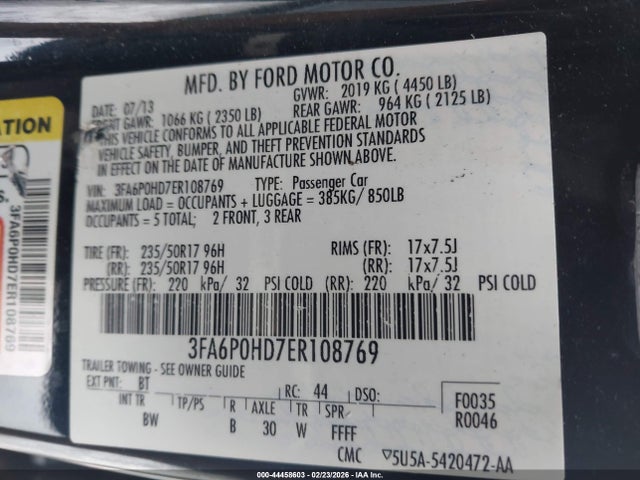 MFD. BY FORD MOTOR CO.
DATE: 07/13 GVWR: 2019 KG ( 4450 LB)
GAWR: 1066 KG ( 2350 LB) REAR GAWR: 964 KG ( 2125 LB)
THIS VEHICLE CONFORMS TO ALL APPLICABLE FEDERAL MOTOR
VEHICLE SAFETY, BUMPER, AND THEFT PREVENTION STANDARDS
IN EFFECT ON THE DATE OF MANUFACTURE SHOWN ABOVE.
VIN: 3FA6P0HD7ER108769 TYPE: Passenger Car
MAXIMUM LOAD = OCCUPANTS + LUGGAGE = 385KG/ 850LB
OCCUPANTS = 5 TOTAL; 2 FRONT, 3 REAR
TIRE (FR): 235/50R17 96H RIMS (FR): 17x7.5J
(RR): 235/50R17 96H (RR): 17x7.5J
PRESSURE (FR): 220 kPa/ 32 PSI COLD (RR): 220 kPa/ 32 PSI COLD
3FA6P0HD7ER108769
TRAILER TOWING - SEE OWNER GUIDE
EXT PNT: BT RC: 44 DSO: F0035
INT TR TP/PS R AXLE TR SPR R0046
BW B 30 W FFFF
CMC 5U5A-5420472-AA
ATION
S.
3FA6P0HD7ER108769
000-44458603 - 02/23/2026 - IAA Inc.